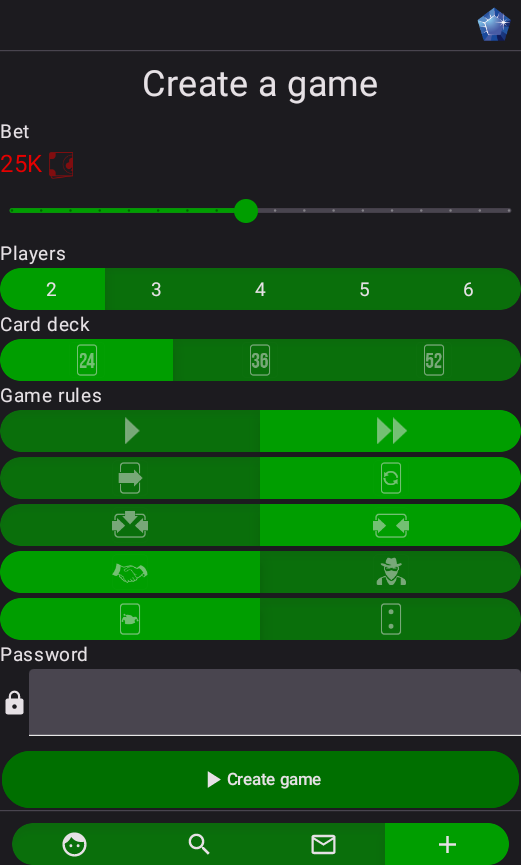 Create a game
Bet
25K
Players
2 3 4 5 6
Card deck
24 36 52
Game rules
Password
Create game